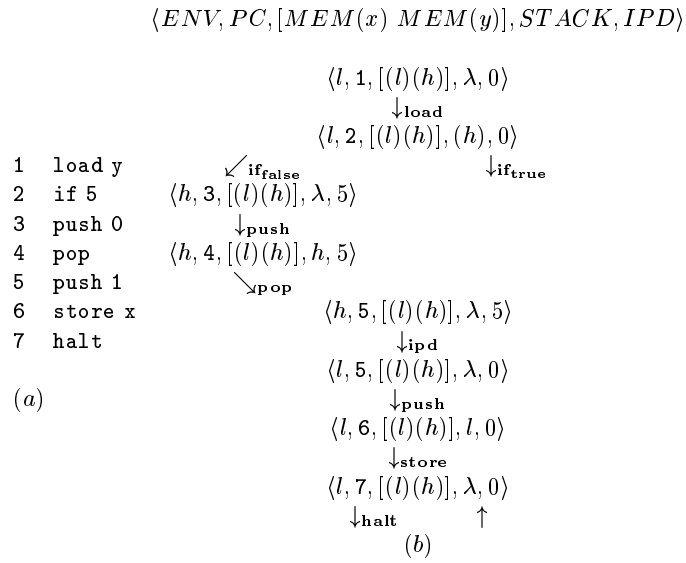 ⟨ENV, PC, [MEM(x) MEM(y)], STACK, IPD⟩
⟨l, 1, [(l)(h)], λ, 0⟩
↓load
⟨l, 2, [(l)(h)], (h), 0⟩
1 load y
↙if_false ↓if_true
2 if 5
⟨h, 3, [(l)(h)], λ, 5⟩
3 push 0
↓push
4 pop
⟨h, 4, [(l)(h)], h, 5⟩
5 push 1
↘pop
6 store x
⟨h, 5, [(l)(h)], λ, 5⟩
7 halt
↓ipd
⟨l, 5, [(l)(h)], λ, 0⟩
(a)
↓push
⟨l, 6, [(l)(h)], l, 0⟩
↓store
⟨l, 7, [(l)(h)], λ, 0⟩
↓halt ↑
(b)